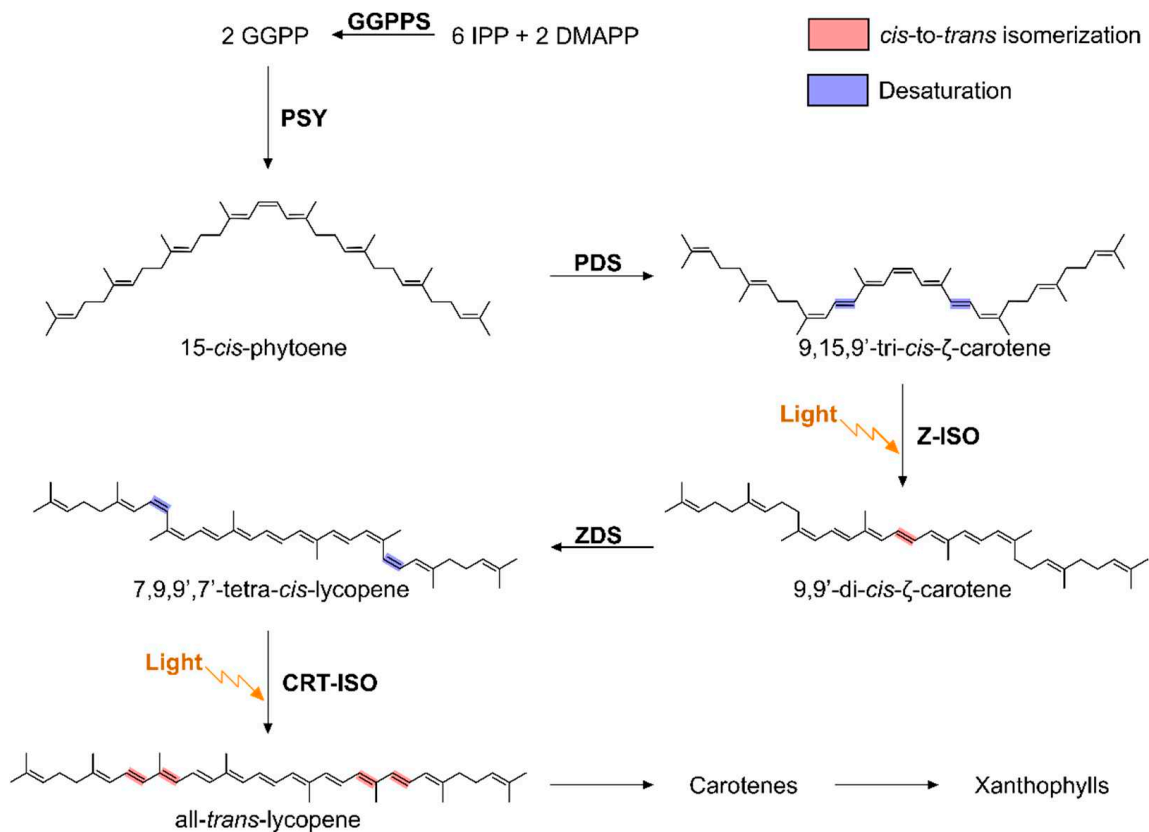 2 GGPP GGPPS 6 IPP + 2 DMAPP
cis-to-trans isomerization
Desaturation
PSY
15-cis-phytoene
PDS
9,15,9’-tri-cis-ζ-carotene
Light
Z-ISO
9,9’-di-cis-ζ-carotene
ZDS
7,9,9’,7’-tetra-cis-lycopene
Light
CRT-ISO
all-trans-lycopene
Carotenes
Xanthophylls